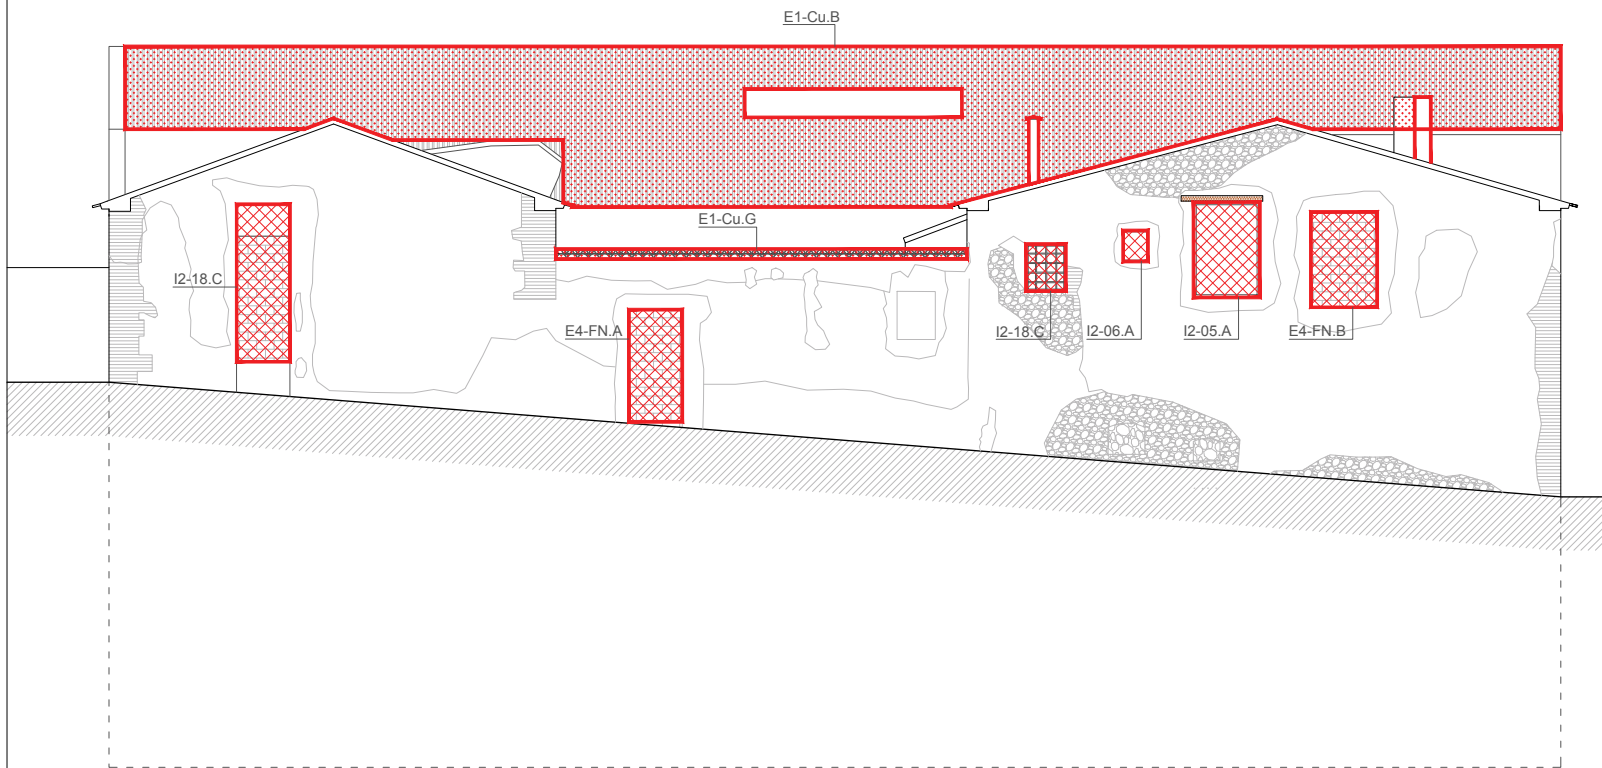 E1-Cu.B
E1-Cu.G
I2-18.C
E4-FN.A
I2-18.C
I2-06.A
I2-05.A
E4-FN.B